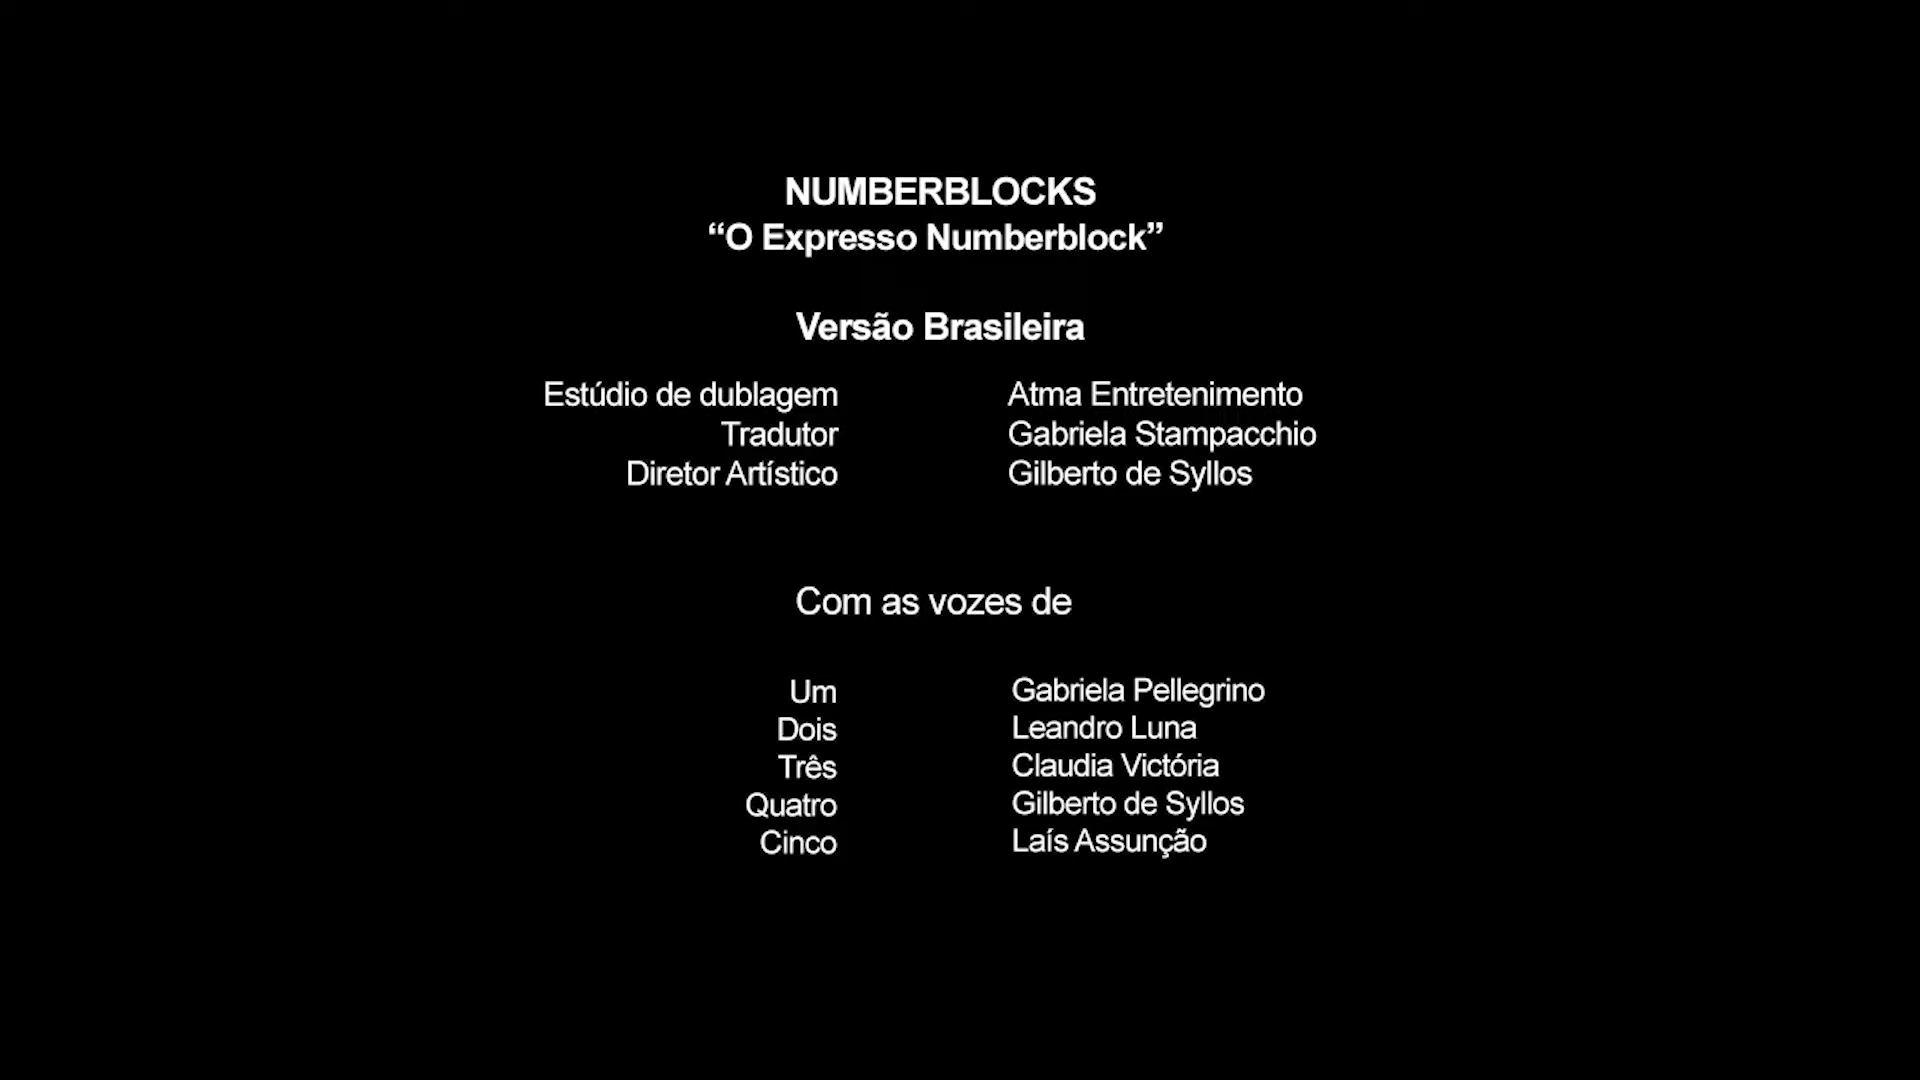 NUMBERBLOCKS
“O Expresso Numberblock”
Versão Brasileira
Estúdio de dublagem Atma Entretenimento
Tradutor Gabriela Stampacchio
Diretor Artístico Gilberto de Syllos
Com as vozes de
Um Gabriela Pellegrino
Dois Leandro Luna
Três Claudia Victória
Quatro Gilberto de Syllos
Cinco Laís Assunção